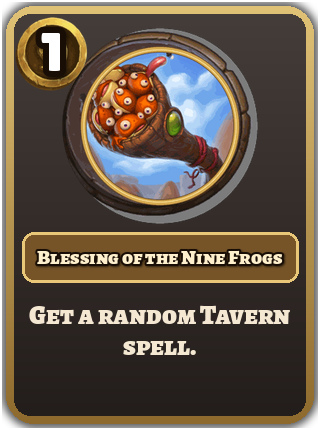 1
Blessing of the Nine Frogs
Get a random Tavern
spell.